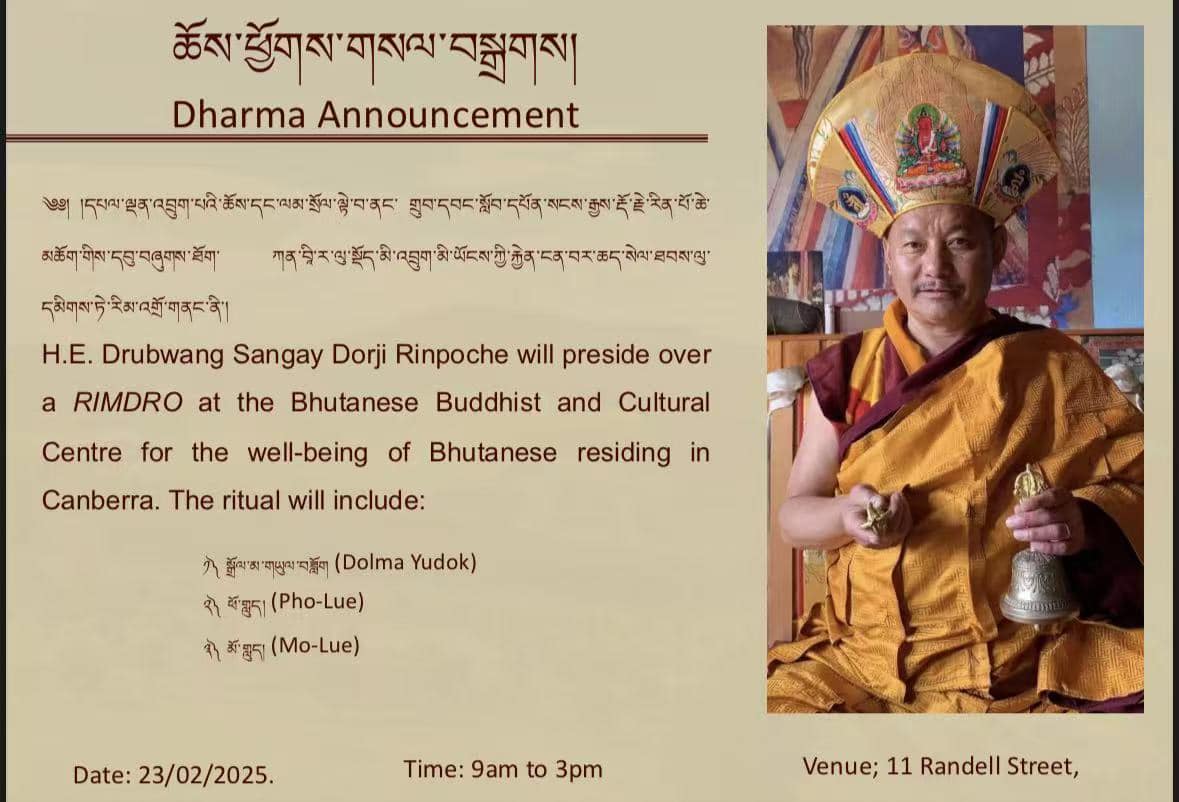 ཆོས་ཕྱོགས་གསལ་བསྒྲགས།
Dharma Announcement
༄༅། །དཔལ་ལྡན་འབྲུག་པའི་ཆོས་དང་ལམ་སྲོལ་ལྟེ་བ་ནང་ གྲུབ་དབང་སློབ་དཔོན་སངས་རྒྱས་རྡོ་རྗེ་རིན་པོ་ཆེ་
མཆོག་གིས་དབུ་བཞུགས་ཐོག་ ཀན་བྷི་ར་ལུ་སྡོད་མི་འབྲུག་མི་ཡོངས་ཀྱི་རྐྱེན་ངན་བར་ཆད་སེལ་ཐབས་ལུ་
དམིགས་ཏེ་རིམ་འགྲོ་གནང་ནི།
H.E. Drubwang Sangay Dorji Rinpoche will preside over
a RIMDRO at the Bhutanese Buddhist and Cultural
Centre for the well-being of Bhutanese residing in
Canberra. The ritual will include:
༡༽ སྒྲོལ་མ་གཡུལ་བཟློག (Dolma Yudok)
༢༽ ཕོ་གླུད། (Pho-Lue)
༣༽ མོ་གླུད། (Mo-Lue)
Date: 23/02/2025.
Time: 9am to 3pm
Venue; 11 Randell Street,